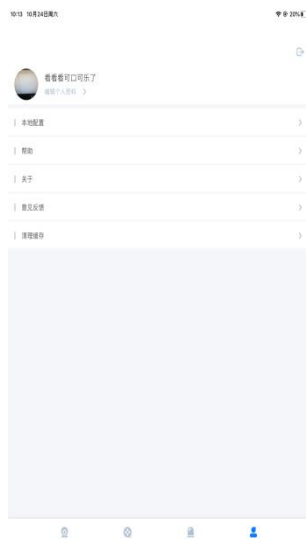 10:13 10月24日周六
20%
看看看可口可乐了
编辑个人资料
本地配置
帮助
关于
意见反馈
清理缓存